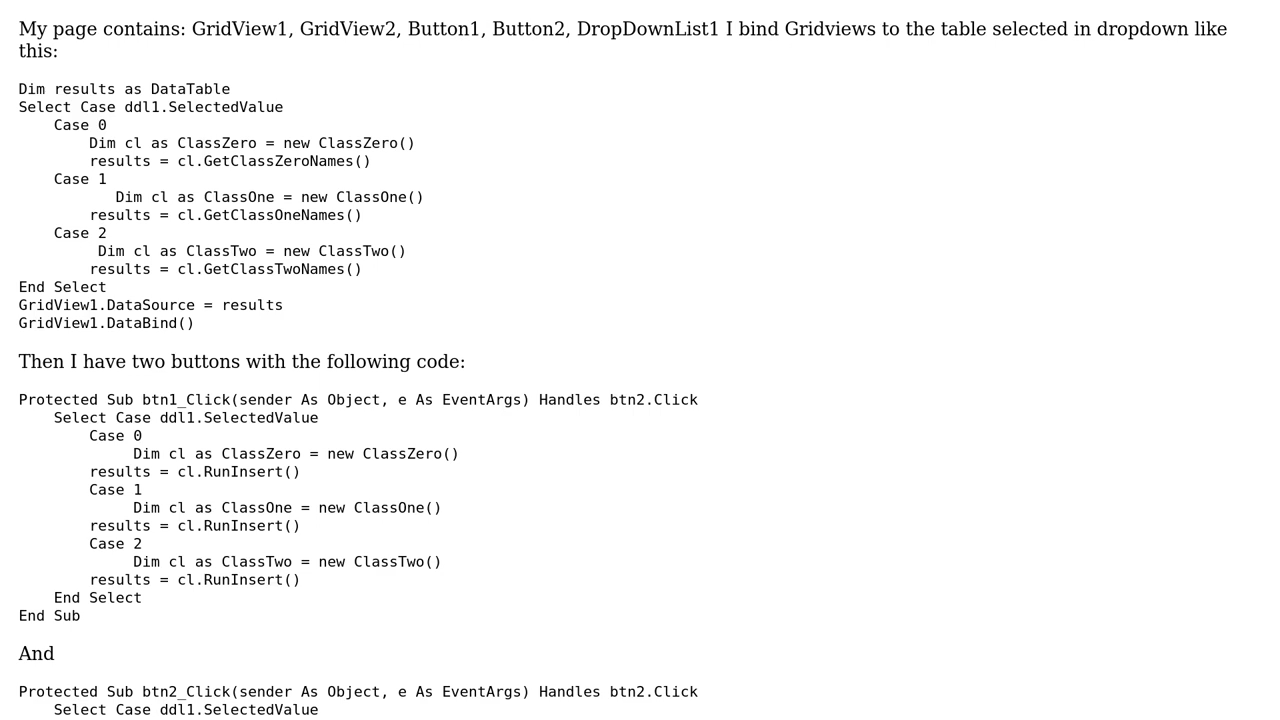 My page contains: GridView1, GridView2, Button1, Button2, DropDownList1 I bind Gridviews to the table selected in dropdown like
this:
Dim results as DataTable
Select Case ddl1.SelectedValue
    Case 0
        Dim cl as ClassZero = new ClassZero()
        results = cl.GetClassZeroNames()
    Case 1
           Dim cl as ClassOne = new ClassOne()
        results = cl.GetClassOneNames()
    Case 2
         Dim cl as ClassTwo = new ClassTwo()
        results = cl.GetClassTwoNames()
End Select
GridView1.DataSource = results
GridView1.DataBind()
Then I have two buttons with the following code:
Protected Sub btn1_Click(sender As Object, e As EventArgs) Handles btn2.Click
    Select Case ddl1.SelectedValue
        Case 0
             Dim cl as ClassZero = new ClassZero()
        results = cl.RunInsert()
        Case 1
             Dim cl as ClassOne = new ClassOne()
        results = cl.RunInsert()
        Case 2
             Dim cl as ClassTwo = new ClassTwo()
        results = cl.RunInsert()
    End Select
End Sub
And
Protected Sub btn2_Click(sender As Object, e As EventArgs) Handles btn2.Click
    Select Case ddl1.SelectedValue